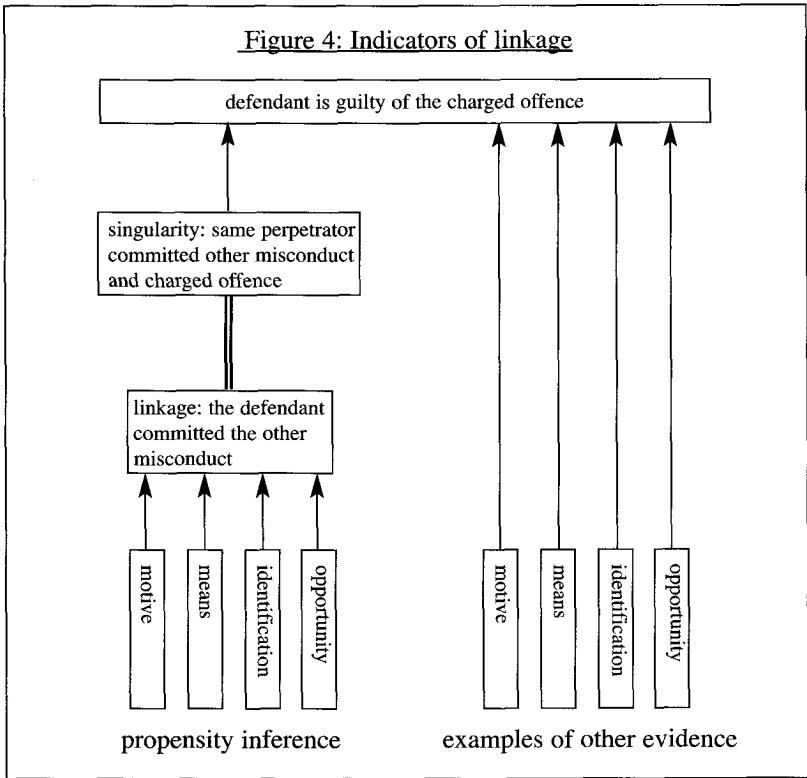 Figure 4: Indicators of linkage
defendant is guilty of the charged offence
singularity: same perpetrator
committed other misconduct
and charged offence
linkage: the defendant
committed the other
misconduct
motive
means
identification
opportunity
motive
means
identification
opportunity
propensity inference
examples of other evidence